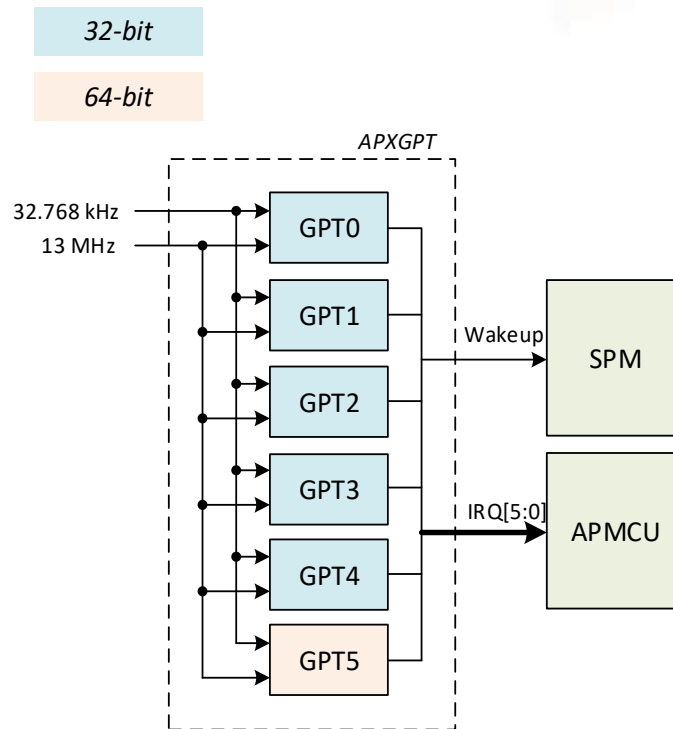 32-bit
64-bit
APXGPT
32.768 kHz
13 MHz
GPT0
GPT1
GPT2
GPT3
GPT4
GPT5
Wakeup
SPM
IRQ[5:0]
APMCU